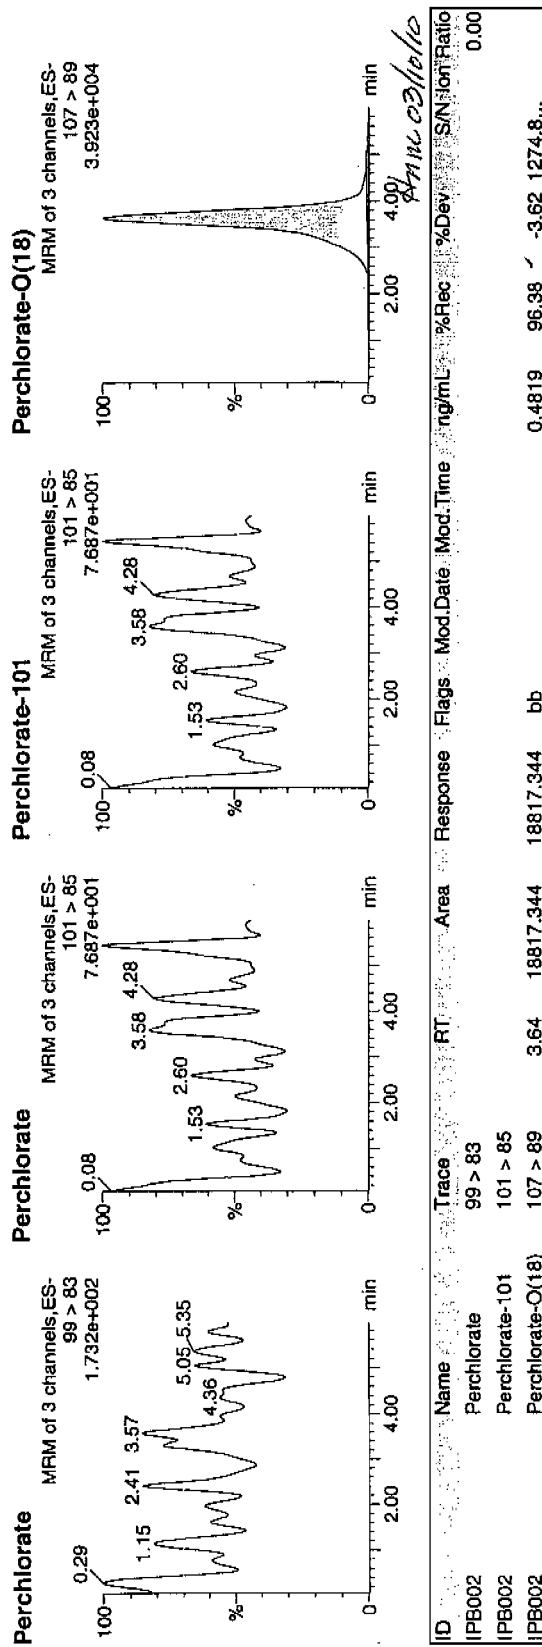 Perchlorate
MRM of 3 channels,ES-
99 > 83
1.732e+002
100
%
0
0.29
1.15
2.41
3.57
4.36
5.05
5.35
2.00
4.00
min
Perchlorate
MRM of 3 channels,ES-
101 > 85
7.687e+001
100
%
0
0.08
1.53
2.60
3.58
4.28
2.00
4.00
min
Perchlorate-101
MRM of 3 channels,ES-
101 > 85
7.687e+001
100
%
0
0.08
1.53
2.60
3.58
4.28
2.00
4.00
min
Perchlorate-O(18)
MRM of 3 channels,ES-
107 > 89
3.923e+004
100
%
0
2.00
4.00
min
03/10/10
ID Name Trace RT Area Response Flags Mod.Date Mod.Time ng/mL %Rec %Dev S/N Ion Ratio
IPB002 Perchlorate 99 > 83 0.00
IPB002 Perchlorate-101 101 > 85
IPB002 Perchlorate-O(18) 107 > 89 3.64 18817.344 18817.344 bb 0.4819 96.38 ✓ -3.62 1274.8...